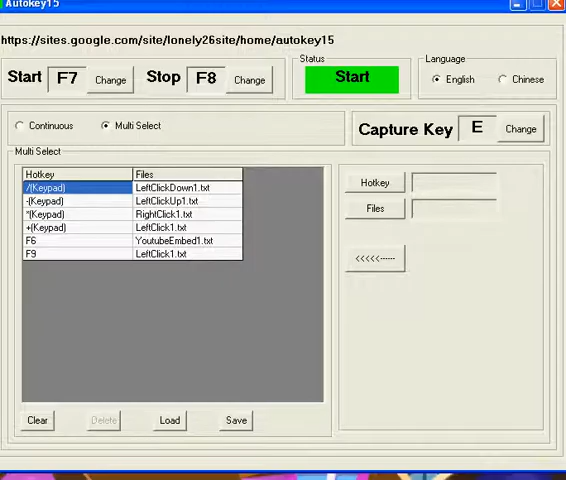 Autokey15
https://sites.google.com/site/lonely26site/home/autokey15
Start F7 Change Stop F8 Change
Status
Start
Language
English Chinese
Continuous Multi Select
Capture Key E Change
Multi Select
Hotkey Files
/(Keypad) LeftClickDown1.txt
-(Keypad) LeftClickUp1.txt
*(Keypad) RightClick1.txt
+(Keypad) LeftClick1.txt
F6 YoutubeEmbed1.txt
F9 LeftClick1.txt
Hotkey
Files
<<<<<------
Clear Delete Load Save